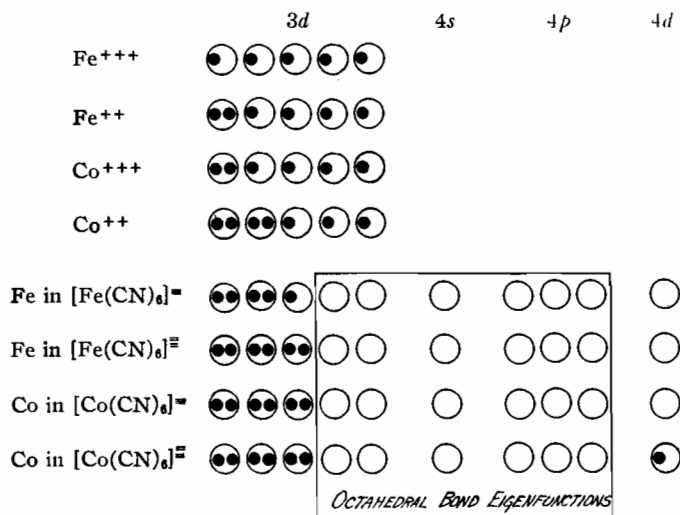 3d 4s 4p 4d
Fe+++
Fe++
Co+++
Co++
Fe in [Fe(CN)₆]≡
Fe in [Fe(CN)₆]≣
Co in [Co(CN)₆]≡
Co in [Co(CN)₆]≣
OCTAHEDRAL BOND EIGENFUNCTIONS